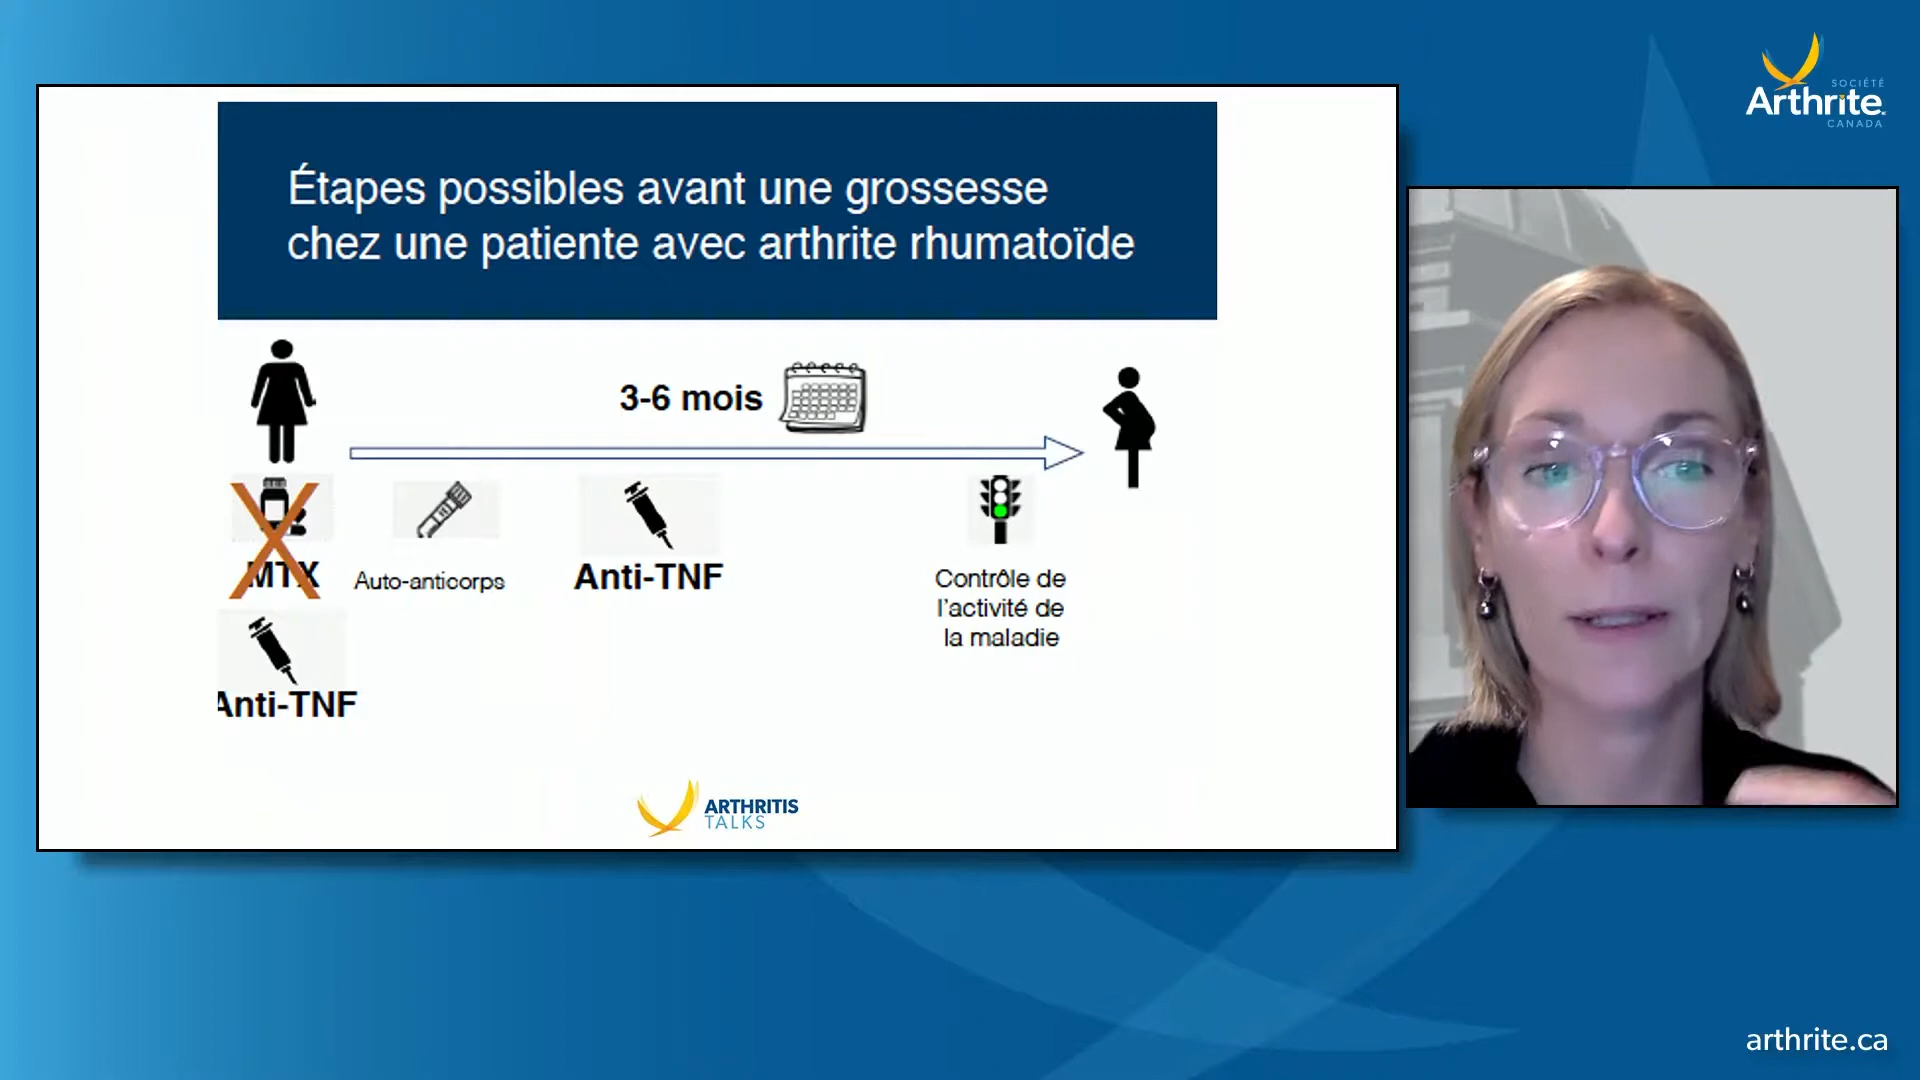 Étapes possibles avant une grossesse
chez une patiente avec arthrite rhumatoïde
3-6 mois
MTX
Auto-anticorps
Anti-TNF
Contrôle de
l'activité de
la maladie
Anti-TNF
ARTHRITIS
TALKS
SOCIÉTÉ
Arthrite
CANADA
arthrite.ca